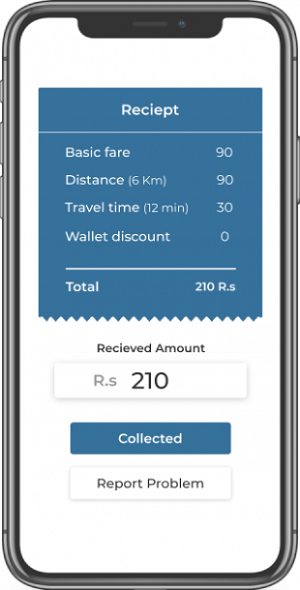 Reciept
Basic fare 90
Distance (6 Km) 90
Travel time (12 min) 30
Wallet discount 0
Total 210 R.s
Recieved Amount
R.s 210
Collected
Report Problem